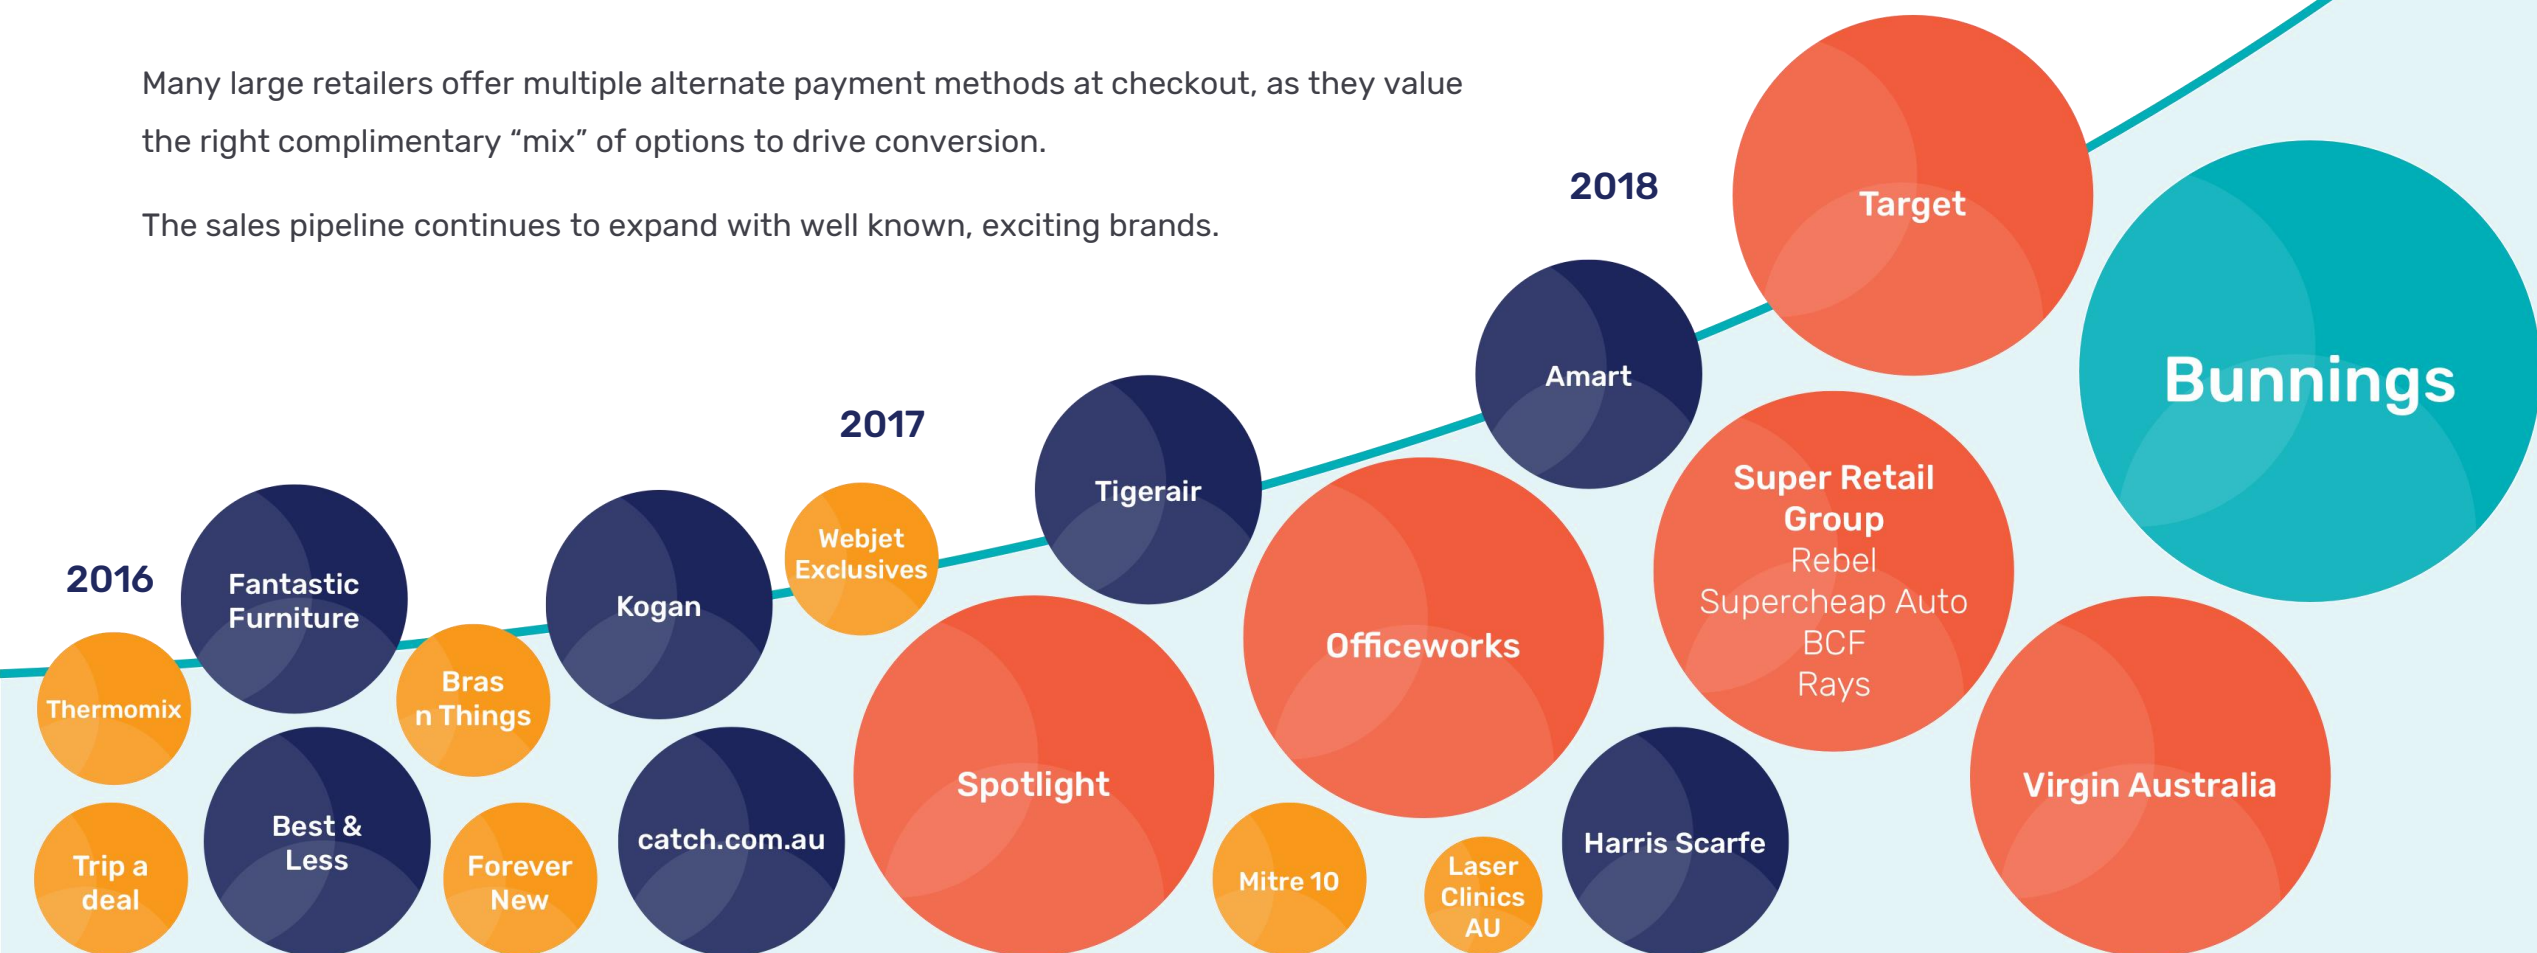 Many large retailers offer multiple alternate payment methods at checkout, as they value
the right complimentary “mix” of options to drive conversion.
The sales pipeline continues to expand with well known, exciting brands.
2016
Thermomix
Trip a
deal
Fantastic
Furniture
Best &
Less
Bras
n Things
Forever
New
Kogan
catch.com.au
2017
Webjet
Exclusives
Spotlight
Tigerair
Mitre 10
Officeworks
Laser
Clinics
AU
2018
Amart
Harris Scarfe
Target
Super Retail
Group
Rebel
Supercheap Auto
BCF
Rays
Virgin Australia
Bunnings